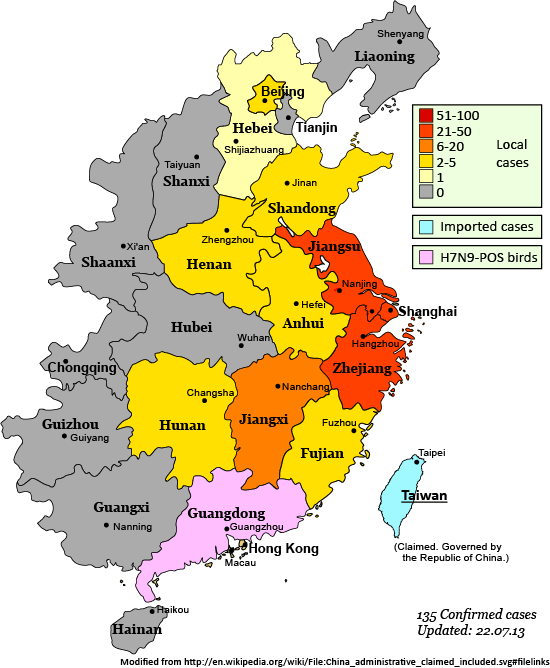 Shenyang
Liaoning
Beijing
Tianjin
Hebei
Shijiazhuang
Taiyuan
Shanxi
Jinan
Shandong
51-100
21-50
6-20
2-5
1
0
Local
cases
Imported cases
H7N9-POS birds
Xi'an
Shaanxi
Zhengzhou
Henan
Jiangsu
Nanjing
Hefei
Anhui
Shanghai
Hangzhou
Zhejiang
Hubei
Wuhan
Chongqing
Changsha
Hunan
Nanchang
Jiangxi
Guizhou
Guiyang
Fuzhou
Fujian
Taipei
Taiwan
(Claimed. Governed by
the Republic of China.)
Guangxi
Nanning
Guangdong
Guangzhou
Hong Kong
Macau
Haikou
Hainan
135 Confirmed cases
Updated: 22.07.13
Modified from http://en.wikipedia.org/wiki/File:China_administrative_claimed_included.svg#filelinks